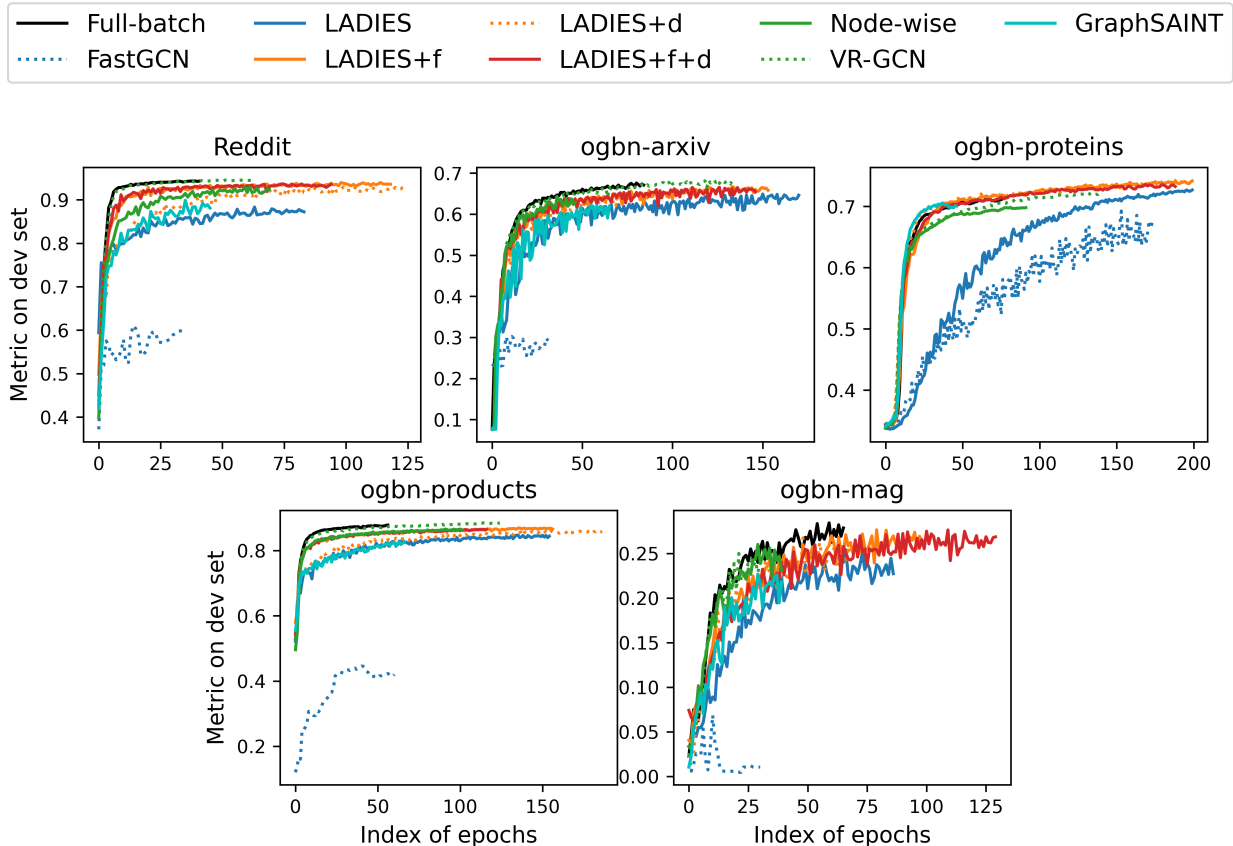 Full-batch LADIES LADIES+d Node-wise GraphSAINT
FastGCN LADIES+f LADIES+f+d VR-GCN
Reddit ogbn-arxiv ogbn-proteins
Metric on dev set
0.9
0.8
0.7
0.6
0.5
0.4
0 25 50 75 100 125
0.7
0.6
0.5
0.4
0.3
0.2
0.1
0 50 100 150
0.7
0.6
0.5
0.4
0 50 100 150 200
ogbn-products ogbn-mag
Metric on dev set
0.8
0.6
0.4
0.2
0 50 100 150
Index of epochs
0.25
0.20
0.15
0.10
0.05
0.00
0 25 50 75 100 125
Index of epochs